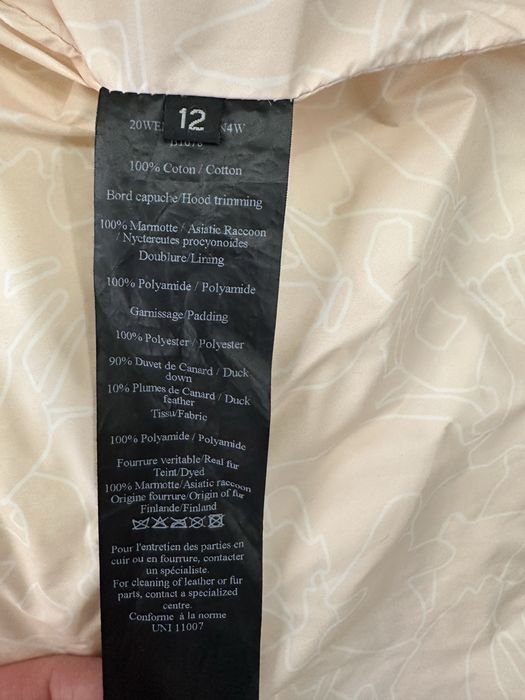 12
20WE N4W
100% Coton / Cotton
Bord capuche/Hood trimming
100% Marmotte / Asiatic Raccoon
/ Nyctereutes procyonoides
Doublure/Lining
100% Polyamide / Polyamide
Garnissage/Padding
100% Polyester / Polyester
90% Duvet de Canard / Duck
down
10% Plumes de Canard / Duck
feather
Tissu/Fabric
100% Polyamide / Polyamide
Fourrure veritable/Real fur
Teint/Dyed
100% Marmotte/Asiatic raccoon
Origine fourrure/Origin of fur
Finlande/Finland
Pour l'entretien des parties en
cuir ou en fourrure, contacter
un spécialiste.
For cleaning of leather or fur
parts, contact a specialized
centre.
Conforme à la norme
UNI 11007